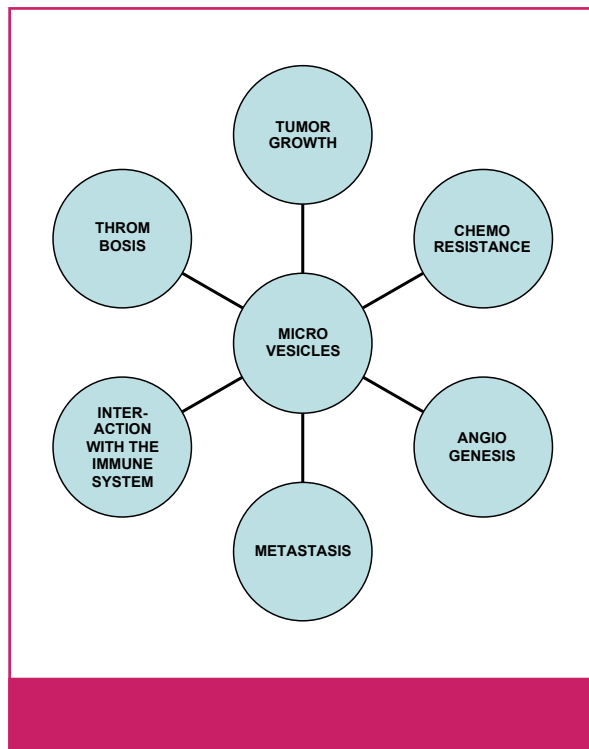 TUMOR
GROWTH
THROM
BOSIS
CHEMO
RESISTANCE
MICRO
VESICLES
INTER-
ACTION
WITH THE
IMMUNE
SYSTEM
ANGIO
GENESIS
METASTASIS